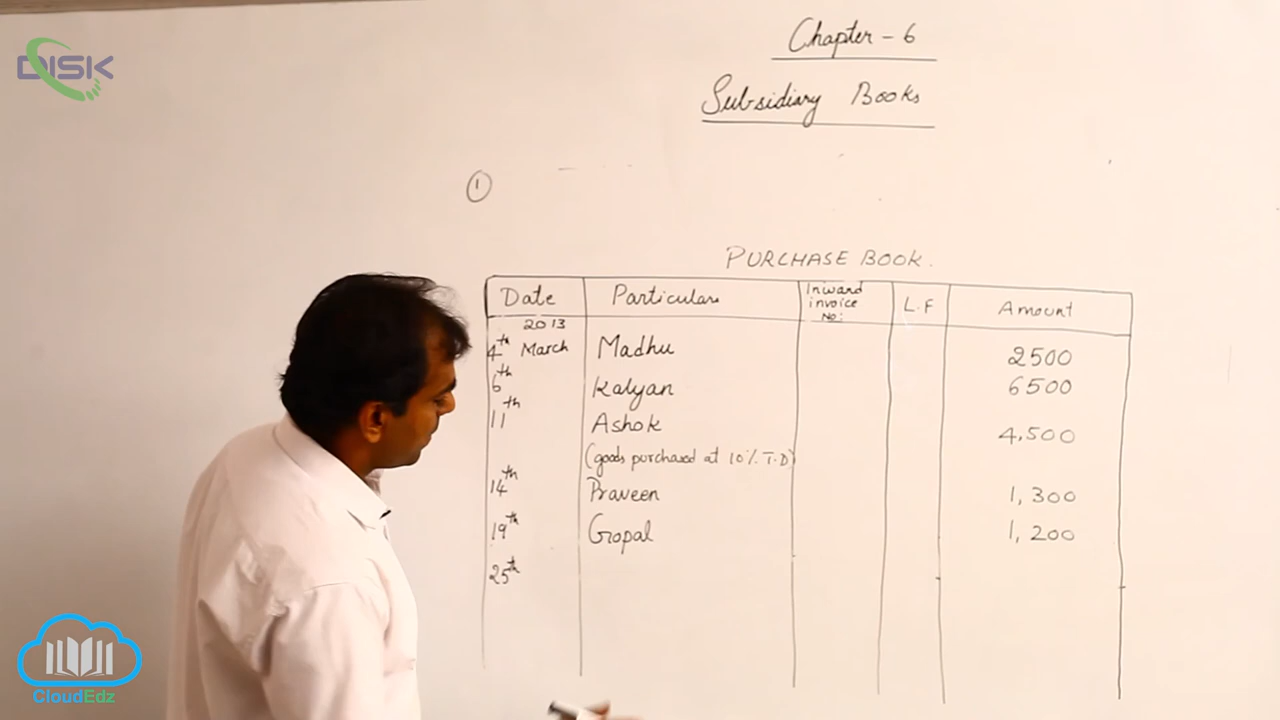 DISK
Chapter - 6
Subsidiary Books
1
PURCHASE BOOK.
Date Particulars Inward invoice No: L.F Amount
2013
4th March Madhu 2500
6th Kalyan 6500
11th Ashok 4,500
(goods purchased at 10% T.D)
14th Praveen 1,300
19th Gopal 1,200
25th
CloudEdz